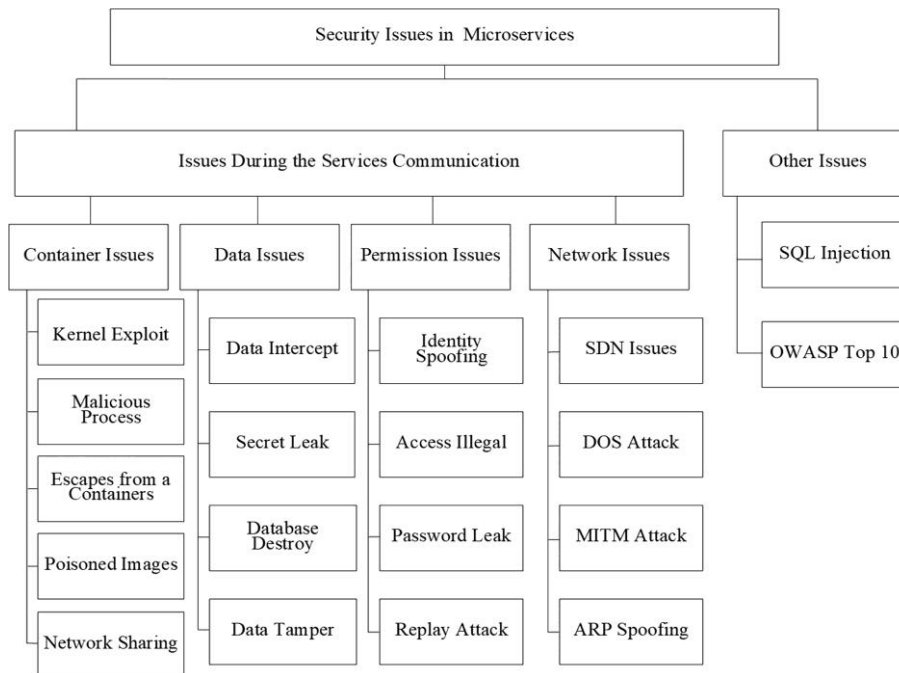 Security Issues in Microservices
Issues During the Services Communication
Other Issues
Container Issues
Data Issues
Permission Issues
Network Issues
SQL Injection
OWASP Top 10
Kernel Exploit
Malicious
Process
Escapes from a
Containers
Poisoned Images
Network Sharing
Data Intercept
Secret Leak
Database
Destroy
Data Tamper
Identity
Spoofing
Access Illegal
Password Leak
Replay Attack
SDN Issues
DOS Attack
MITM Attack
ARP Spoofing